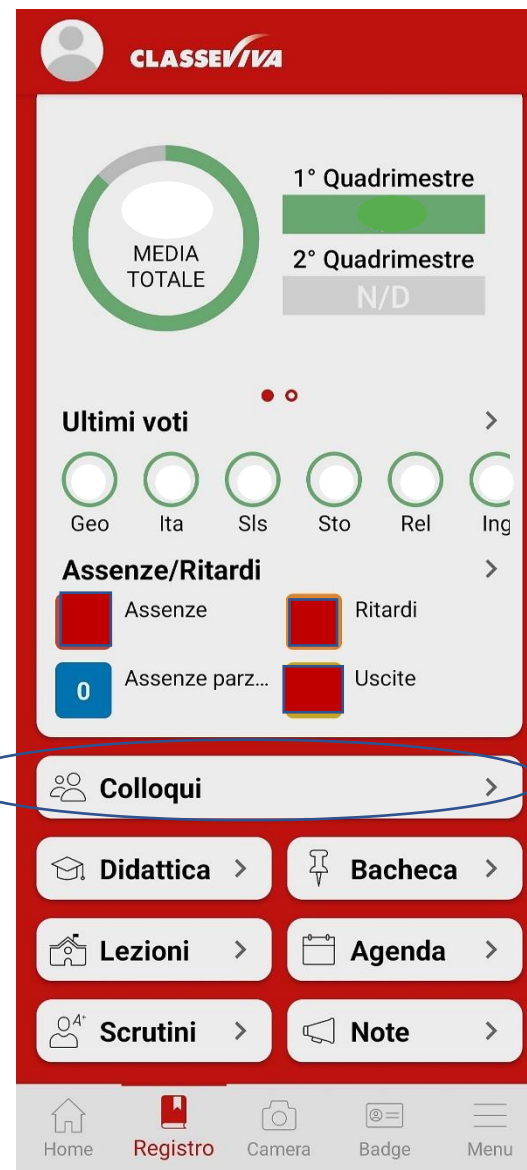 CLASSEVIVA
1° Quadrimestre
MEDIA
TOTALE
2° Quadrimestre
N/D
Ultimi voti
Geo Ita Sls Sto Rel Ing
Assenze/Ritardi
Assenze Ritardi
0 Assenze parz... Uscite
Colloqui
Didattica Bacheca
Lezioni Agenda
A+
Scrutini Note
Home Registro Camera Badge Menu